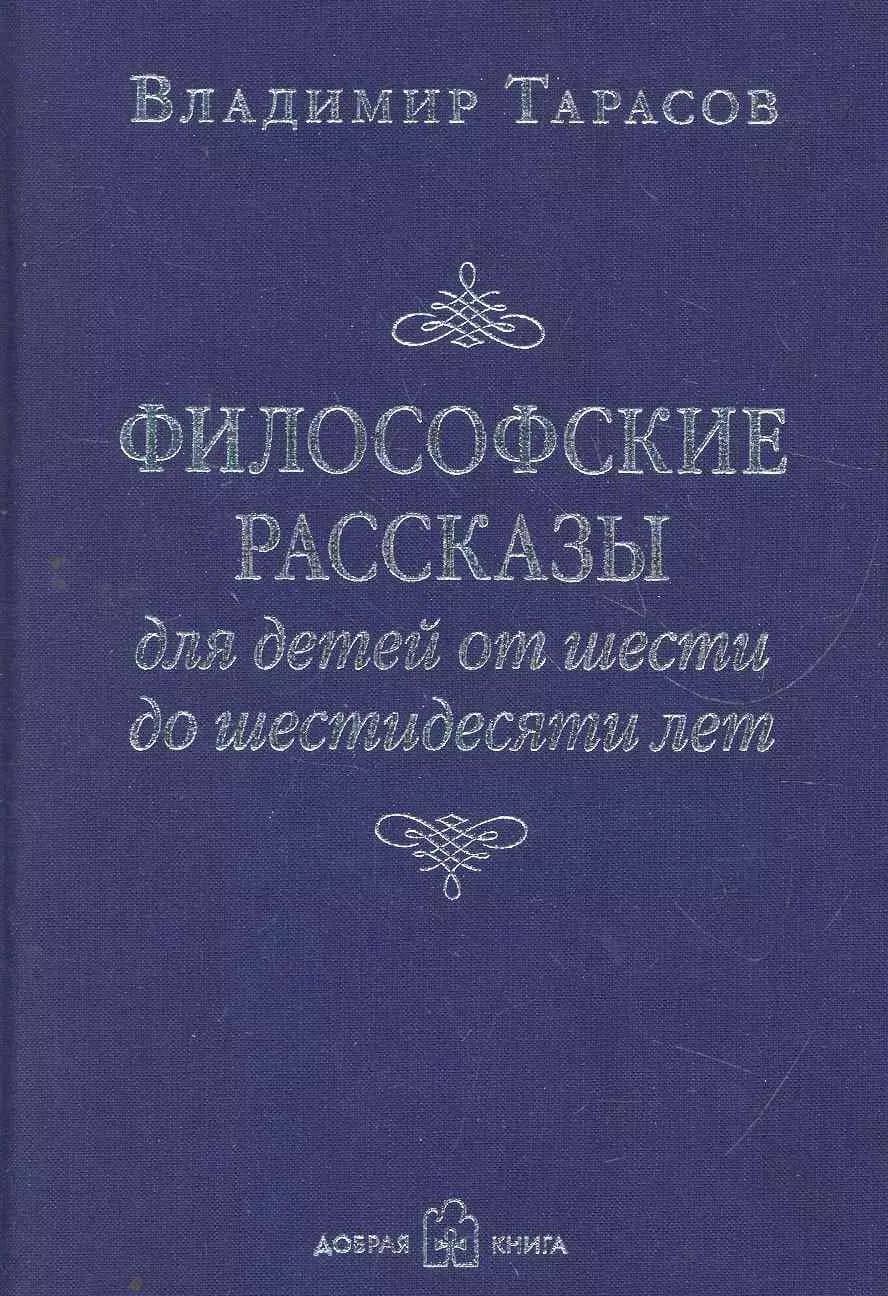 Владимир Тарасов
ФИЛОСОФСКИЕ
РАССКАЗЫ
для детей от шести
до шестидесяти лет
ДОБРАЯ КНИГА